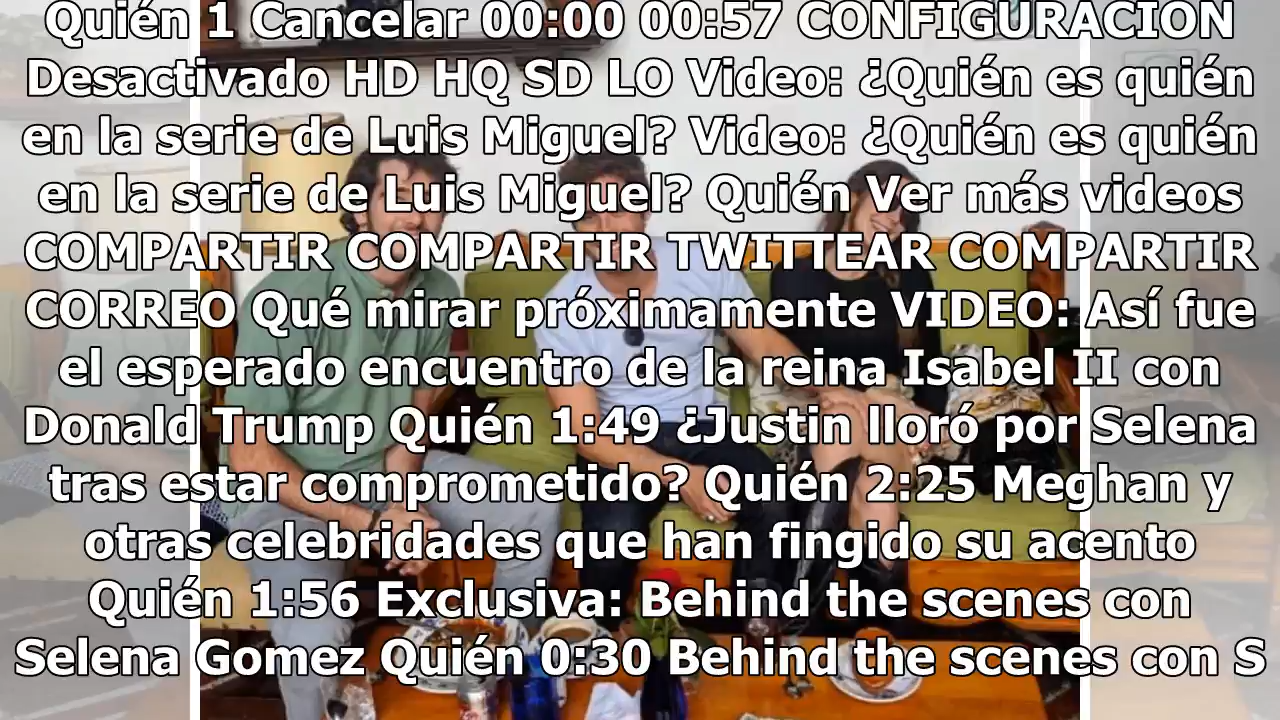 Quién 1 Cancelar 00:00 00:57 CONFIGURACIÓN
Desactivado HD HQ SD LO Video: ¿Quién es quién
en la serie de Luis Miguel? Video: ¿Quién es quién
en la serie de Luis Miguel? Quién Ver más videos
COMPARTIR COMPARTIR TWITTEAR COMPARTIR
CORREO Qué mirar próximamente VIDEO: Así fue
el esperado encuentro de la reina Isabel II con
Donald Trump Quién 1:49 ¿Justin lloró por Selena
tras estar comprometido? Quién 2:25 Meghan y
otras celebridades que han fingido su acento
Quién 1:56 Exclusiva: Behind the scenes con
Selena Gomez Quién 0:30 Behind the scenes con S